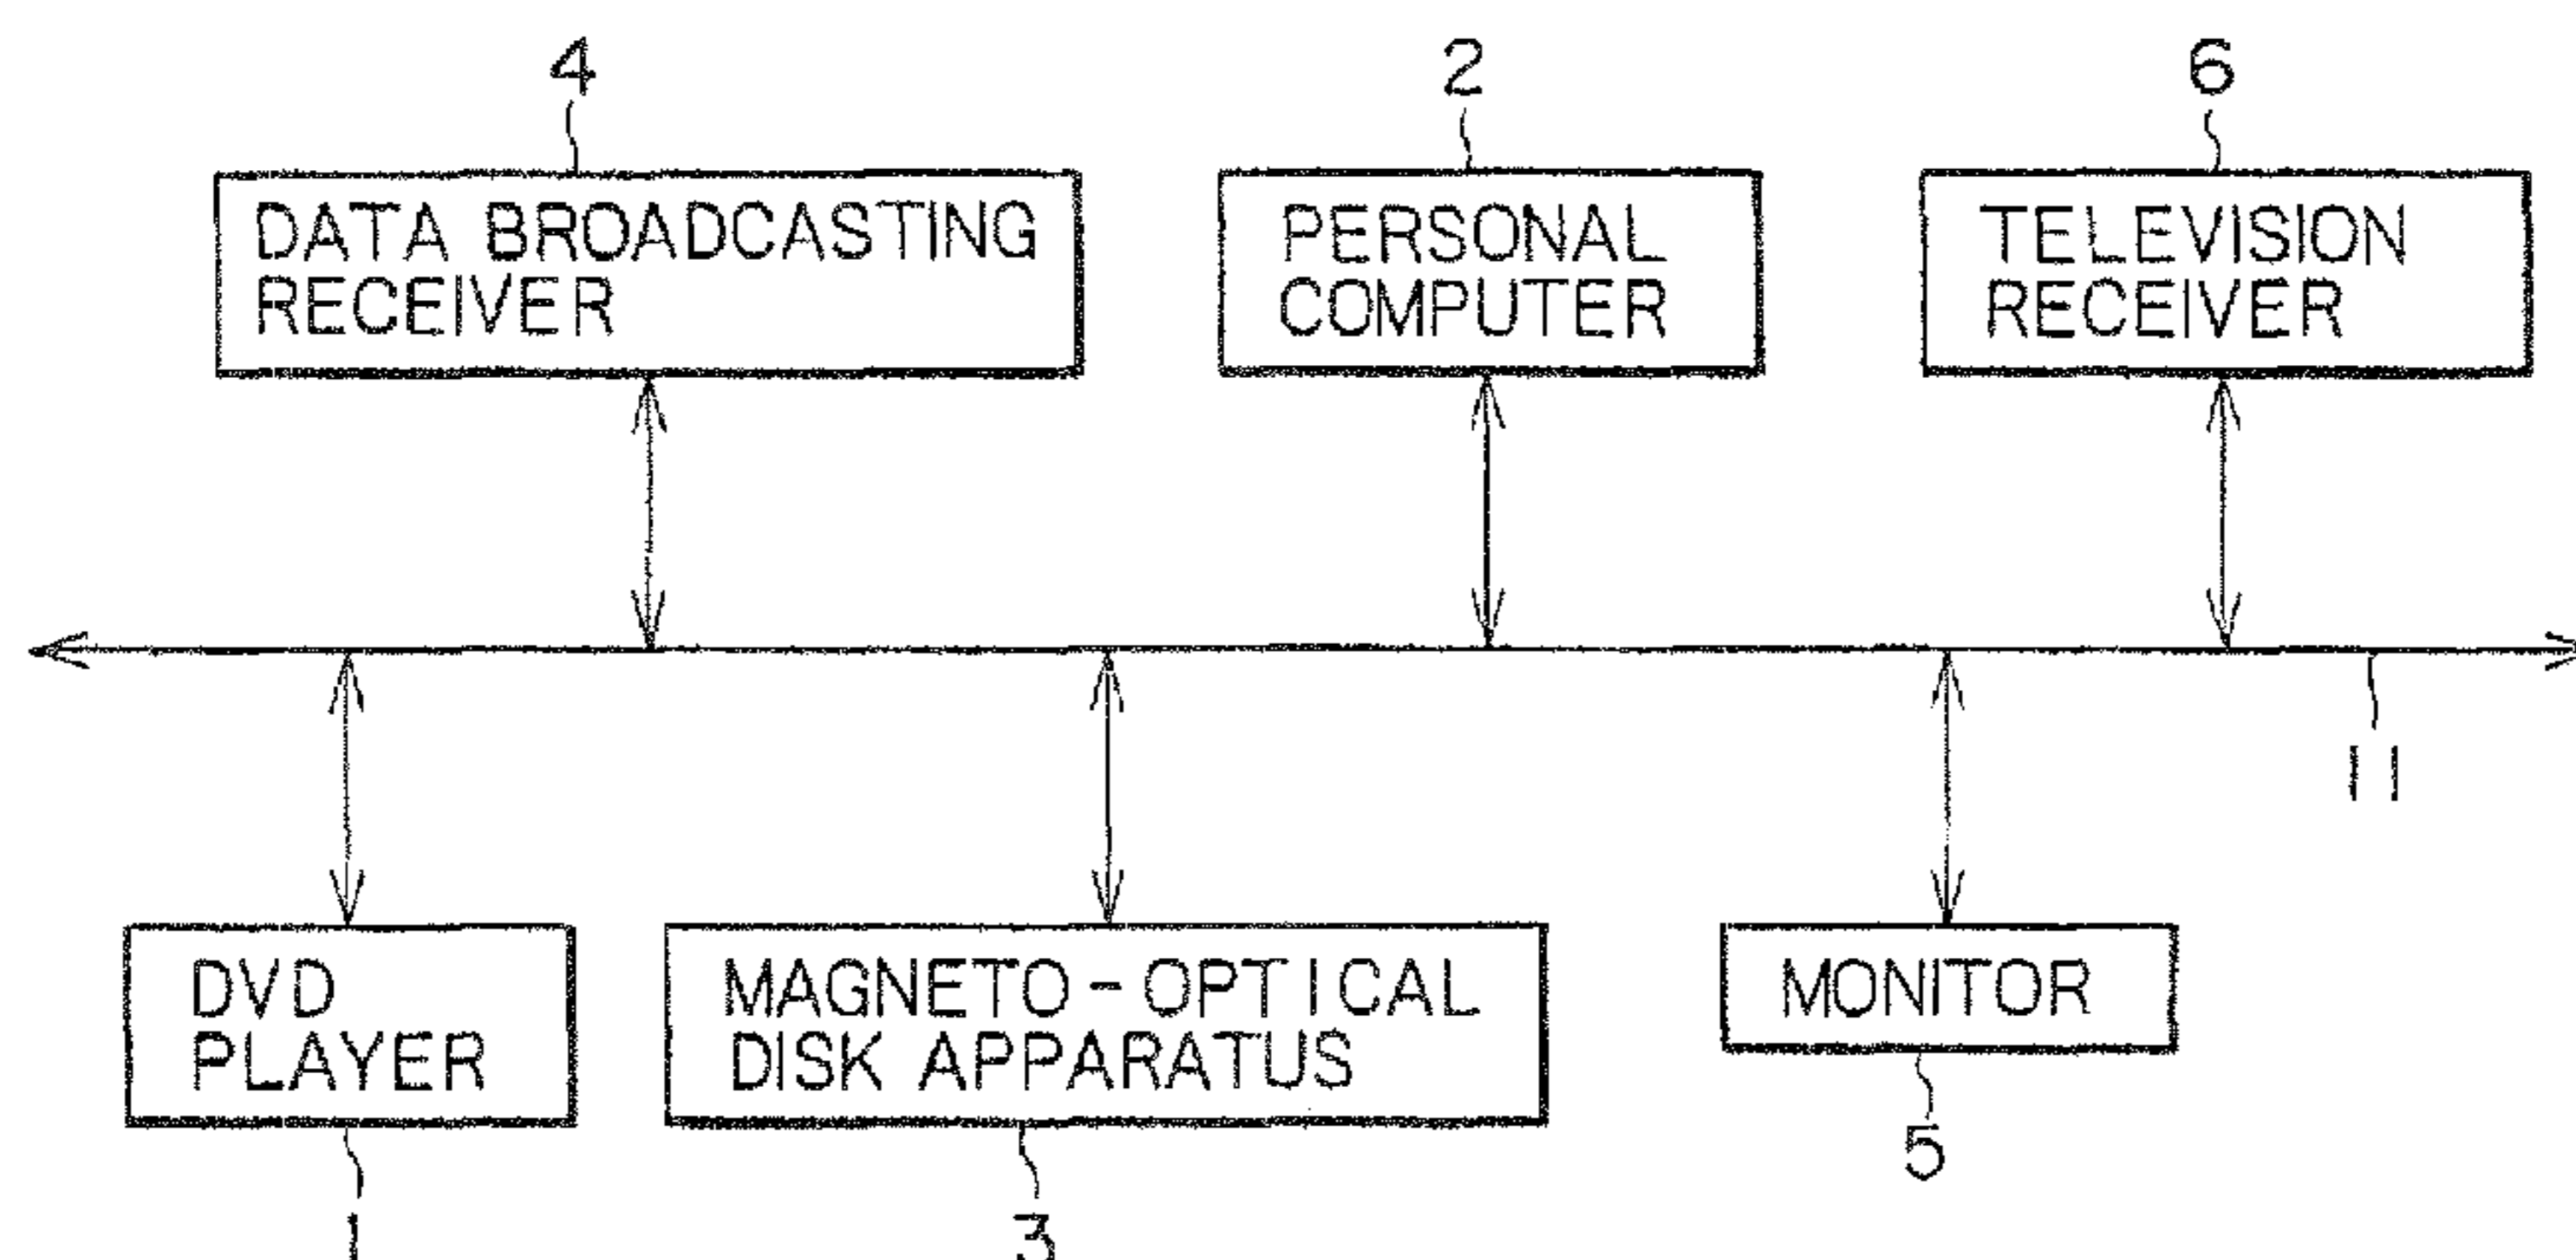 4
2
6
DATA BROADCASTING
RECEIVER
PERSONAL
COMPUTER
TELEVISION
RECEIVER
11
DVD
PLAYER
MAGNETO-OPTICAL
DISK APPARATUS
MONITOR
5
1
3